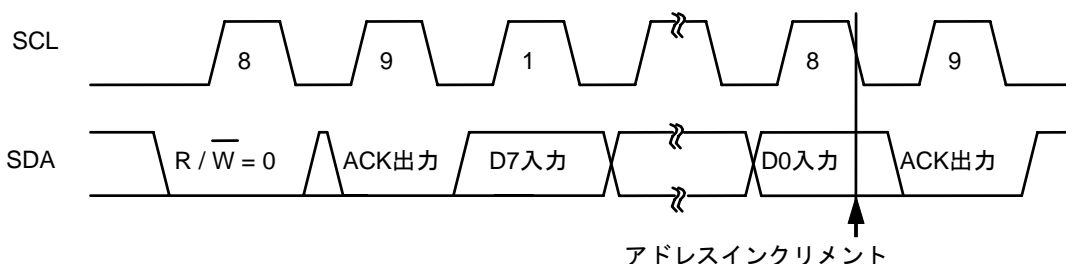 SCL
8
9
1
8
9
SDA
R / W̅ = 0
ACK出力
D7入力
D0入力
ACK出力
アドレスインクリメント